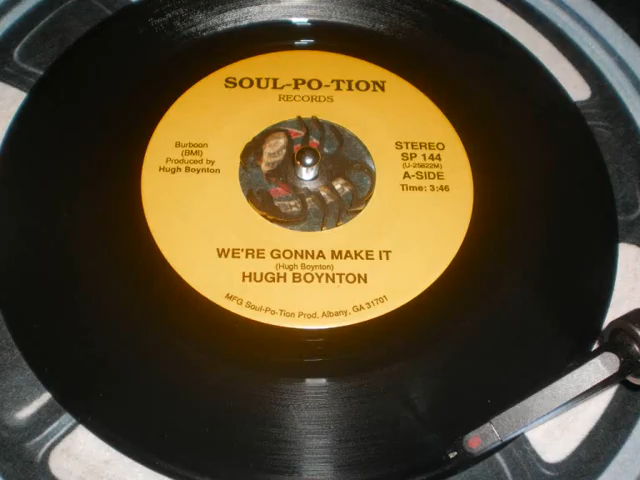 SOUL-PO-TION
RECORDS
Burboon
(BMI)
Produced by
Hugh Boynton
STEREO
SP 144
(U-25822M)
A-SIDE
Time: 3:46
WE'RE GONNA MAKE IT
(Hugh Boynton)
HUGH BOYNTON
MFG Soul-Po-Tion Prod. Albany, GA 31701